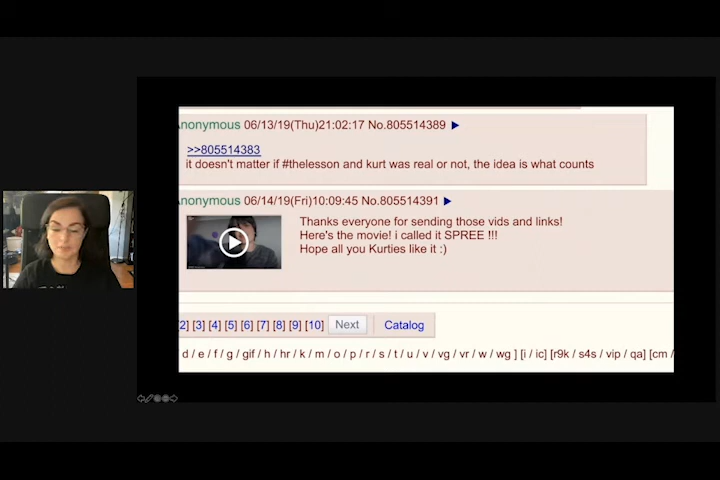 Anonymous 06/13/19(Thu)21:02:17 No.805514389 ▶
>>805514383
it doesn't matter if #thelesson and kurt was real or not, the idea is what counts
Anonymous 06/14/19(Fri)10:09:45 No.805514391 ▶
Thanks everyone for sending those vids and links!
Here's the movie! i called it SPREE !!!
Hope all you Kurties like it :)
2] [3] [4] [5] [6] [7] [8] [9] [10] Next Catalog
d / e / f / g / gif / h / hr / k / m / o / p / r / s / t / u / v / vg / vr / w / wg ] [i / ic] [r9k / s4s / vip / qa] [cm /